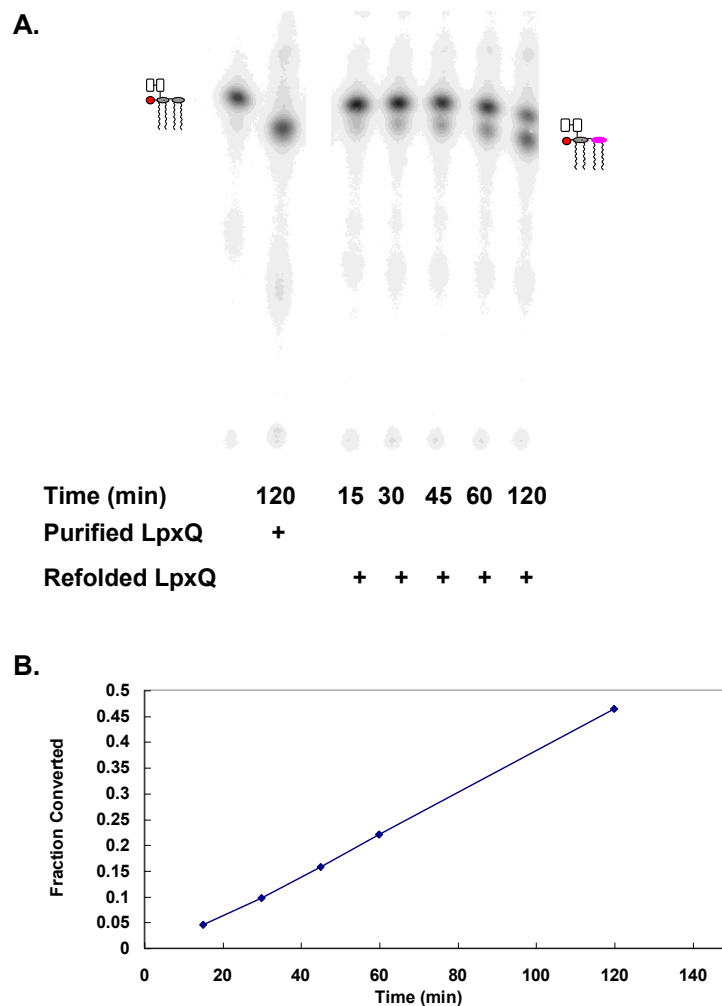 A.
Time (min) 120 15 30 45 60 120
Purified LpxQ +
Refolded LpxQ + + + + +
B.
0.5
0.45
0.4
0.35
0.3
0.25
0.2
0.15
0.1
0.05
0
Fraction Converted
0 20 40 60 80 100 120 140
Time (min)